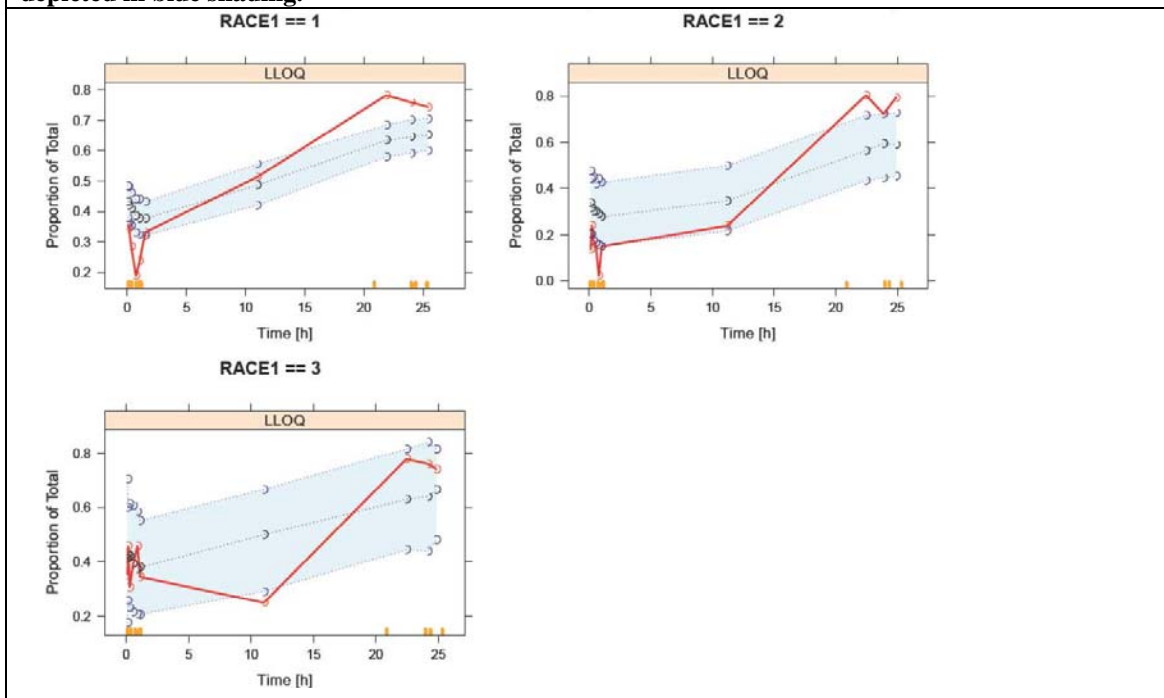 depicted in blue shading.
RACE1 == 1
RACE1 == 2
LLOQ
LLOQ
0.8
0.7
0.6
0.5
0.4
0.3
0.2
Proportion of Total
0 5 10 15 20 25
Time [h]
0.8
0.6
0.4
0.2
0.0
Proportion of Total
0 5 10 15 20 25
Time [h]
RACE1 == 3
LLOQ
0.8
0.6
0.4
0.2
Proportion of Total
0 5 10 15 20 25
Time [h]